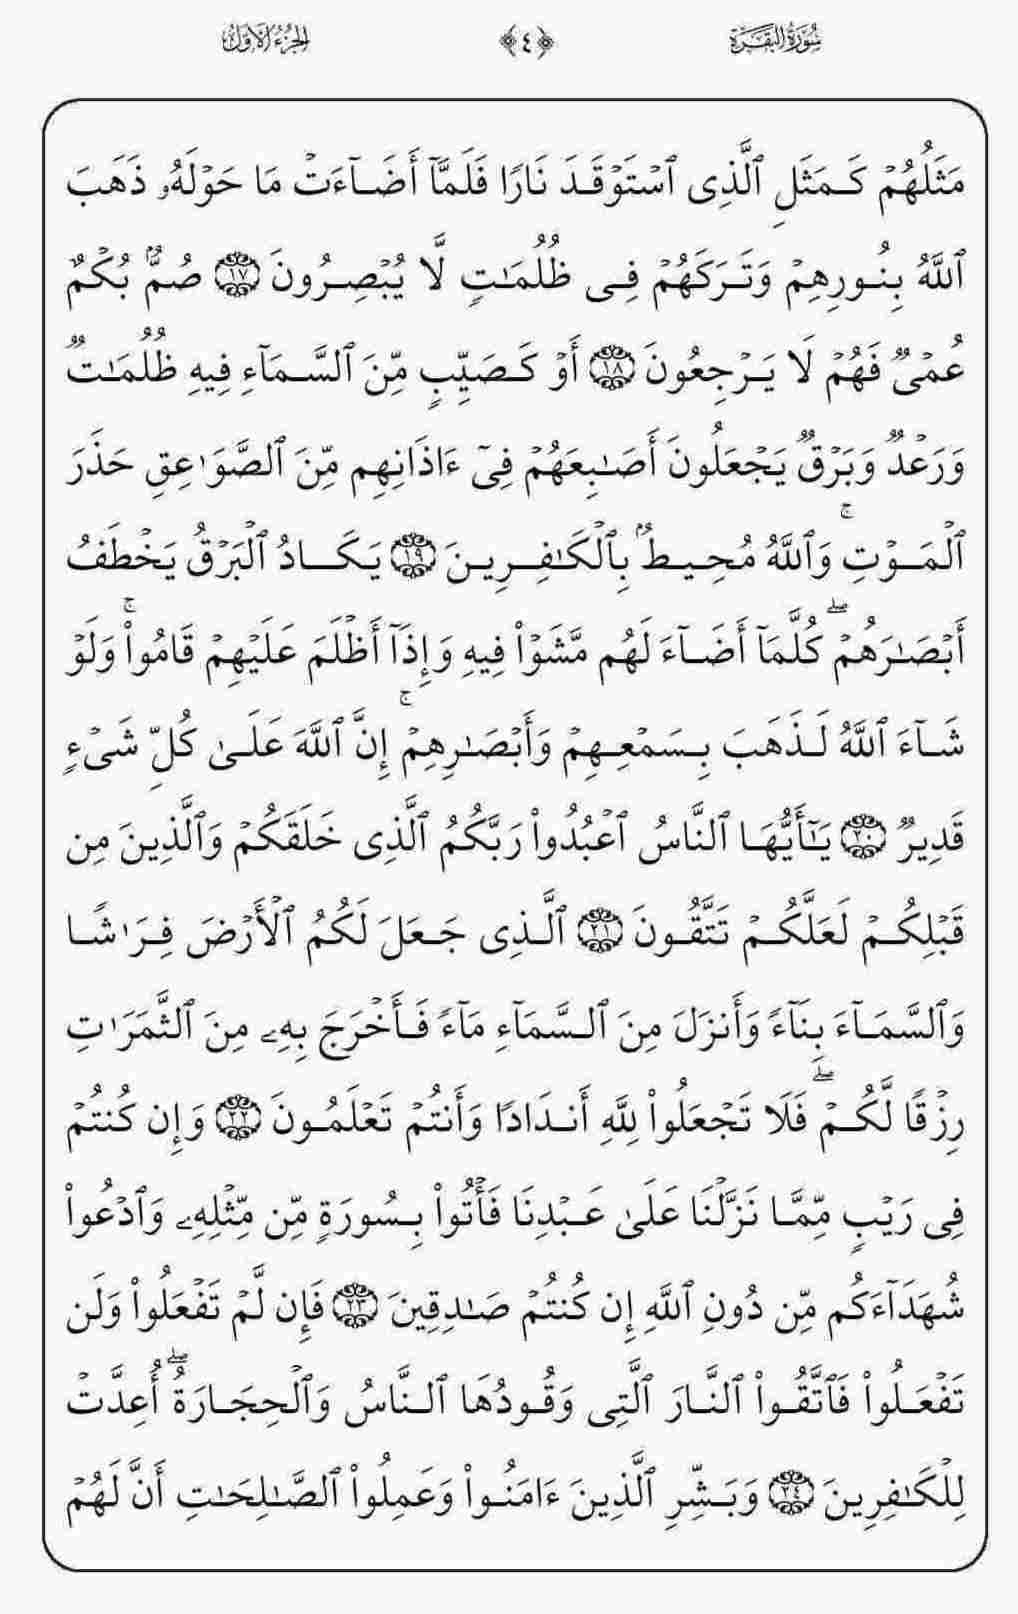 سُورَةُ البَقَرَةِ ﴿٤﴾ الجُزءُ الأَوَّلُ
مَثَلُهُمۡ كَمَثَلِ ٱلَّذِى ٱسۡتَوۡقَدَ نَارًا فَلَمَّآ أَضَآءَتۡ مَا حَوۡلَهُۥ ذَهَبَ
ٱللَّهُ بِنُورِهِمۡ وَتَرَكَهُمۡ فِى ظُلُمَٰتٍ لَّا يُبۡصِرُونَ ١٧ صُمُّۢ بُكۡمٌ
عُمۡىٌ فَهُمۡ لَا يَرۡجِعُونَ ١٨ أَوۡ كَصَيِّبٍ مِّنَ ٱلسَّمَآءِ فِيهِ ظُلُمَٰتٌ
وَرَعۡدٌ وَبَرۡقٌ يَجۡعَلُونَ أَصَٰبِعَهُمۡ فِىٓ ءَاذَانِهِم مِّنَ ٱلصَّوَٰعِقِ حَذَرَ
ٱلۡمَوۡتِۚ وَٱللَّهُ مُحِيطُۢ بِٱلۡكَٰفِرِينَ ١٩ يَكَادُ ٱلۡبَرۡقُ يَخۡطَفُ
أَبۡصَٰرَهُمۡۖ كُلَّمَآ أَضَآءَ لَهُم مَّشَوۡاْ فِيهِ وَإِذَآ أَظۡلَمَ عَلَيۡهِمۡ قَامُواْۚ وَلَوۡ
شَآءَ ٱللَّهُ لَذَهَبَ بِسَمۡعِهِمۡ وَأَبۡصَٰرِهِمۡۚ إِنَّ ٱللَّهَ عَلَىٰ كُلِّ شَىۡءٍ
قَدِيرٌ ٢٠ يَٰٓأَيُّهَا ٱلنَّاسُ ٱعۡبُدُواْ رَبَّكُمُ ٱلَّذِى خَلَقَكُمۡ وَٱلَّذِينَ مِن
قَبۡلِكُمۡ لَعَلَّكُمۡ تَتَّقُونَ ٢١ ٱلَّذِى جَعَلَ لَكُمُ ٱلۡأَرۡضَ فِرَٰشًا
وَٱلسَّمَآءَ بِنَآءً وَأَنزَلَ مِنَ ٱلسَّمَآءِ مَآءً فَأَخۡرَجَ بِهِۦ مِنَ ٱلثَّمَرَٰتِ
رِزۡقًا لَّكُمۡۖ فَلَا تَجۡعَلُواْ لِلَّهِ أَندَادًا وَأَنتُمۡ تَعۡلَمُونَ ٢٢ وَإِن كُنتُمۡ
فِى رَيۡبٍ مِّمَّا نَزَّلۡنَا عَلَىٰ عَبۡدِنَا فَأۡتُواْ بِسُورَةٍ مِّن مِّثۡلِهِۦ وَٱدۡعُواْ
شُهَدَآءَكُم مِّن دُونِ ٱللَّهِ إِن كُنتُمۡ صَٰدِقِينَ ٢٣ فَإِن لَّمۡ تَفۡعَلُواْ وَلَن
تَفۡعَلُواْ فَٱتَّقُواْ ٱلنَّارَ ٱلَّتِى وَقُودُهَا ٱلنَّاسُ وَٱلۡحِجَارَةُۖ أُعِدَّتۡ
لِلۡكَٰفِرِينَ ٢٤ وَبَشِّرِ ٱلَّذِينَ ءَامَنُواْ وَعَمِلُواْ ٱلصَّٰلِحَٰتِ أَنَّ لَهُمۡ